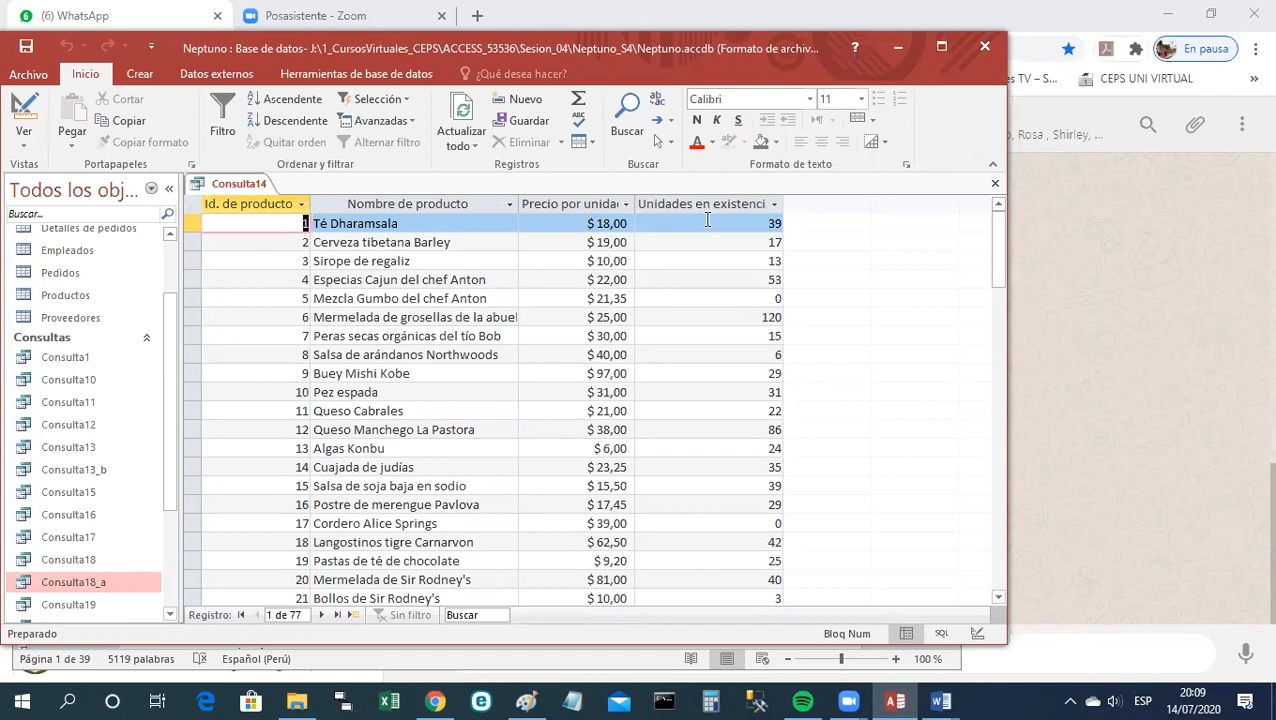 6 (6) WhatsApp × Posasistente - Zoom × +
Neptuno : Base de datos- J:\1_CursosVirtuales_CEPS\ACCESS_53536\Sesion_04\Neptuno_S4\Neptuno.accdb (Formato de archiv... ?
En pausa
Archivo Inicio Crear Datos externos Herramientas de base de datos ¿Qué desea hacer?
isión TV – S... CEPS UNI VIRTUAL »
Ver
Vistas
Pegar
Cortar
Copiar
Copiar formato
Portapapeles
Filtro
Ascendente
Descendente
Quitar orden
Selección
Avanzadas
Alternar filtro
Ordenar y filtrar
Actualizar todo
Nuevo
Guardar
Eliminar
Registros
Buscar
Buscar
Calibri 11
N K S
A
Formato de texto
, Rosa , Shirley, ...
Todos los obj... «
Buscar...
Detalles de pedidos
Empleados
Pedidos
Productos
Proveedores
Consultas
Consulta1
Consulta10
Consulta11
Consulta12
Consulta13
Consulta13_b
Consulta15
Consulta16
Consulta17
Consulta18
Consulta18_a
Consulta19
Consulta14
Id. de producto Nombre de producto Precio por unidad Unidades en existenci
1 Té Dharamsala $ 18,00 39
2 Cerveza tibetana Barley $ 19,00 17
3 Sirope de regaliz $ 10,00 13
4 Especias Cajun del chef Anton $ 22,00 53
5 Mezcla Gumbo del chef Anton $ 21,35 0
6 Mermelada de grosellas de la abuel $ 25,00 120
7 Peras secas orgánicas del tío Bob $ 30,00 15
8 Salsa de arándanos Northwoods $ 40,00 6
9 Buey Mishi Kobe $ 97,00 29
10 Pez espada $ 31,00 31
11 Queso Cabrales $ 21,00 22
12 Queso Manchego La Pastora $ 38,00 86
13 Algas Konbu $ 6,00 24
14 Cuajada de judías $ 23,25 35
15 Salsa de soja baja en sodio $ 15,50 39
16 Postre de merengue Pavlova $ 17,45 29
17 Cordero Alice Springs $ 39,00 0
18 Langostinos tigre Carnarvon $ 62,50 42
19 Pastas de té de chocolate $ 9,20 25
20 Mermelada de Sir Rodney's $ 81,00 40
21 Bollos de Sir Rodney's $ 10,00 3
Registro: 1 de 77 Sin filtro Buscar
Preparado Bloq Num SQL
Página 1 de 39 5119 palabras Español (Perú) 100 %
ESP 20:09
14/07/2020